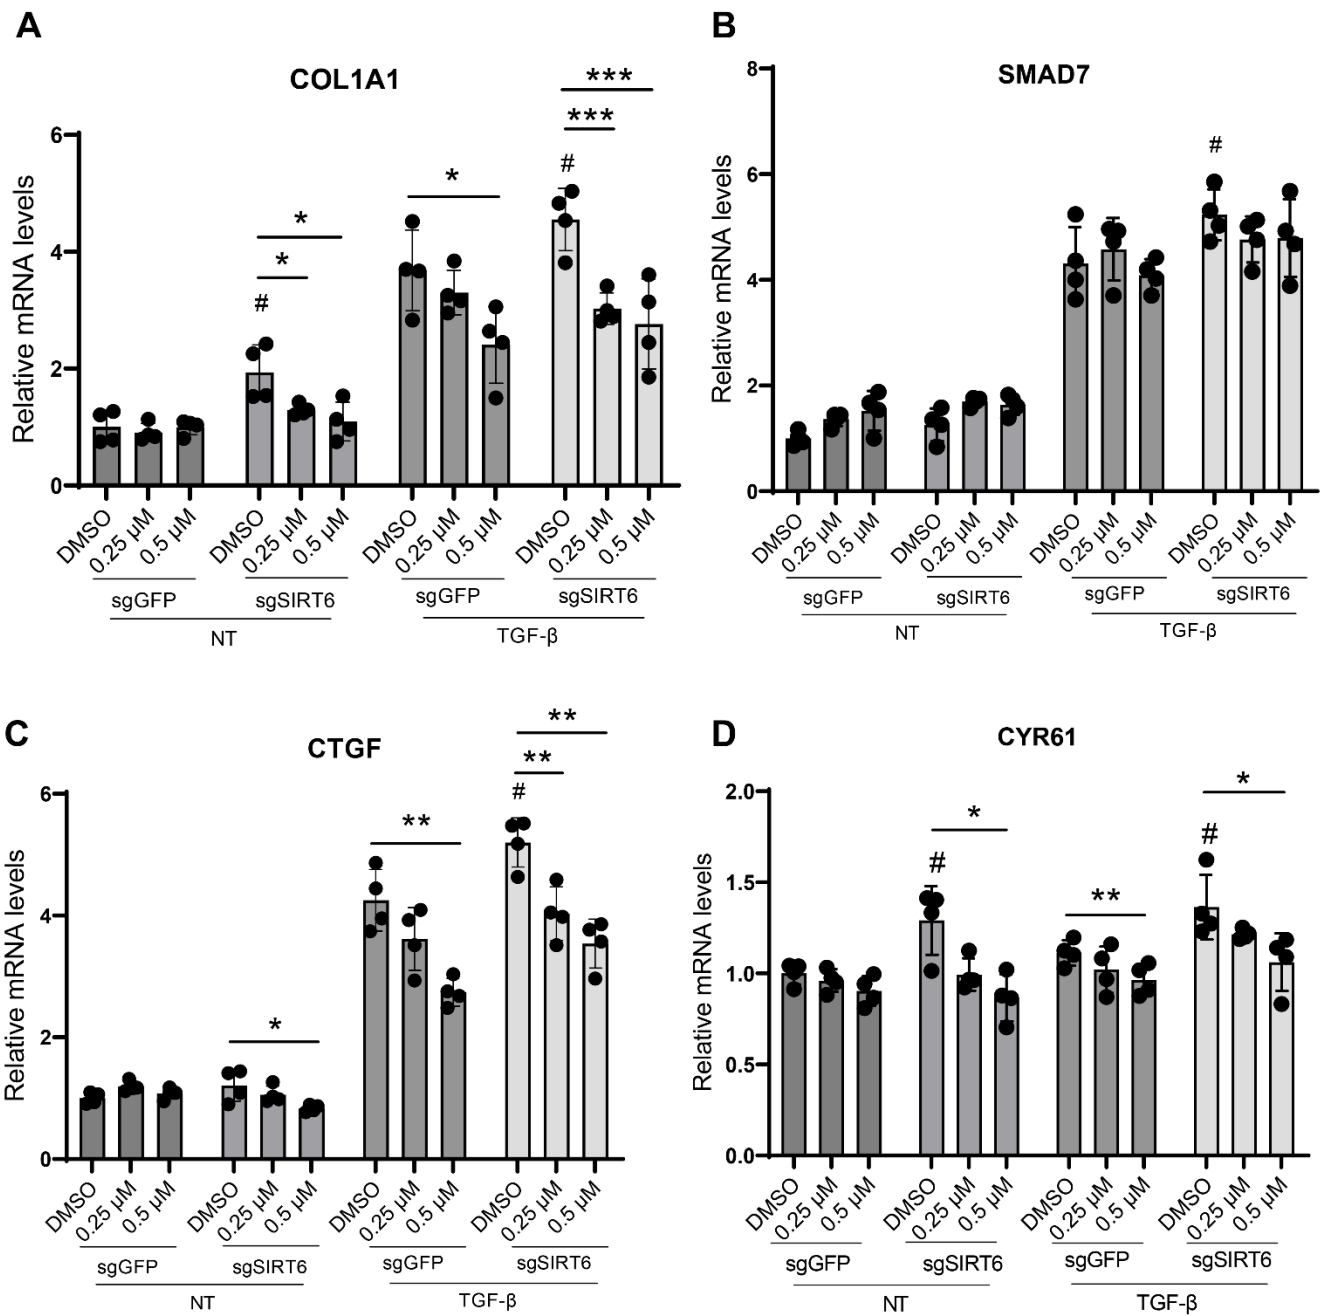 A
COL1A1
Relative mRNA levels
6
4
2
0
#
*
*
*
#
***
***
DMSO 0.25 µM 0.5 µM DMSO 0.25 µM 0.5 µM DMSO 0.25 µM 0.5 µM DMSO 0.25 µM 0.5 µM
sgGFP sgSIRT6 sgGFP sgSIRT6
NT TGF-β
B
SMAD7
Relative mRNA levels
8
6
4
2
0
#
DMSO 0.25 µM 0.5 µM DMSO 0.25 µM 0.5 µM DMSO 0.25 µM 0.5 µM DMSO 0.25 µM 0.5 µM
sgGFP sgSIRT6 sgGFP sgSIRT6
NT TGF-β
C
CTGF
Relative mRNA levels
6
4
2
0
*
**
#
**
**
DMSO 0.25 µM 0.5 µM DMSO 0.25 µM 0.5 µM DMSO 0.25 µM 0.5 µM DMSO 0.25 µM 0.5 µM
sgGFP sgSIRT6 sgGFP sgSIRT6
NT TGF-β
D
CYR61
Relative mRNA levels
2.0
1.5
1.0
0.5
0.0
#
*
**
#
*
DMSO 0.25 µM 0.5 µM DMSO 0.25 µM 0.5 µM DMSO 0.25 µM 0.5 µM DMSO 0.25 µM 0.5 µM
sgGFP sgSIRT6 sgGFP sgSIRT6
NT TGF-β